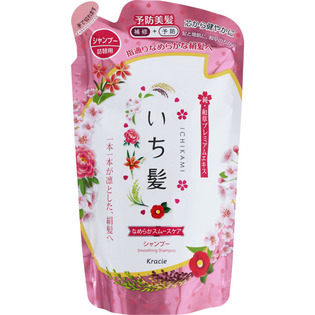 予防美髪
補修+予防
シャンプー
詰替用
芯から健やかに
指通りなめらかな絹髪へ
純・和草プレミアムエキス
いち髪
ICHIKAMI
一本一本が凛とした、絹髪へ
なめらかスムースケア
シャンプー
Smoothing Shampoo
Kracie